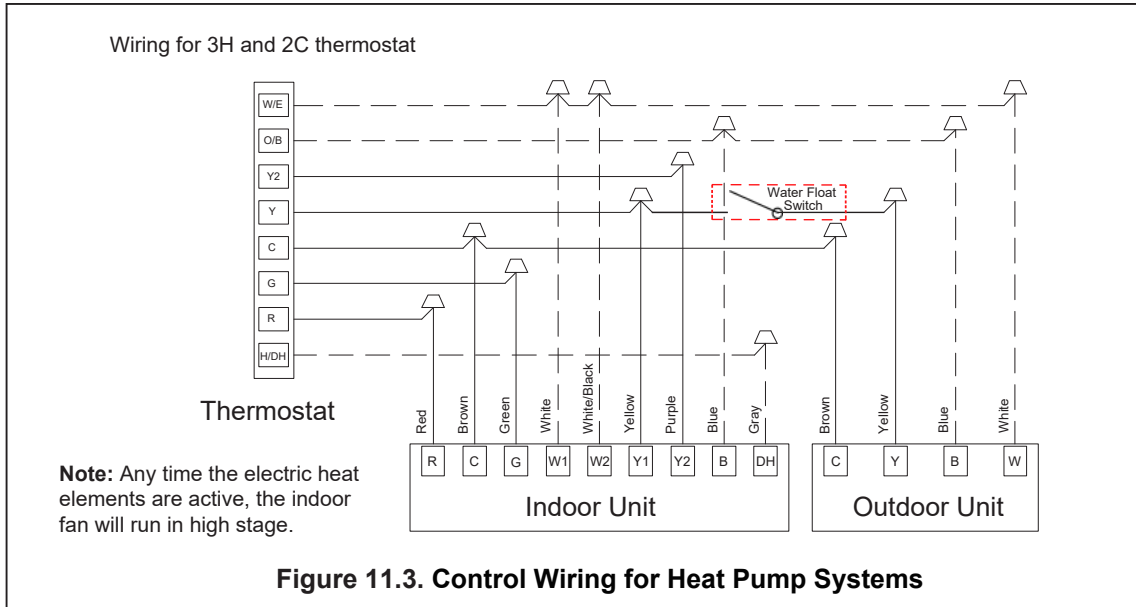 Wiring for 3H and 2C thermostat
W/E
O/B
Y2
Y
C
G
R
H/DH
Water Float
Switch
Thermostat
Red
Brown
Green
White
White/Black
Yellow
Purple
Blue
Gray
Brown
Yellow
Blue
White
R C G W1 W2 Y1 Y2 B DH
C Y B W
Indoor Unit
Outdoor Unit
Note: Any time the electric heat
elements are active, the indoor
fan will run in high stage.
Figure 11.3. Control Wiring for Heat Pump Systems